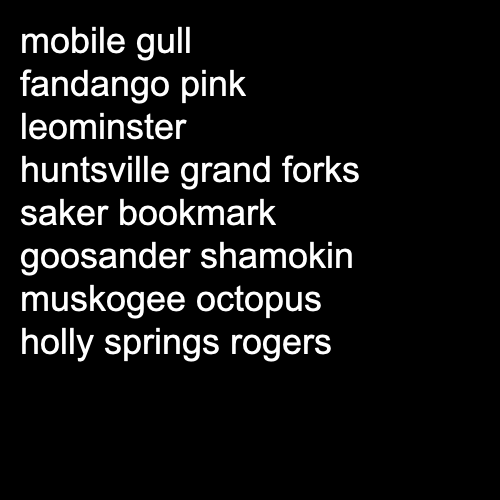 mobile gull
fandango pink
leominster
huntsville grand forks
saker bookmark
goosander shamokin
muskogee octopus
holly springs rogers